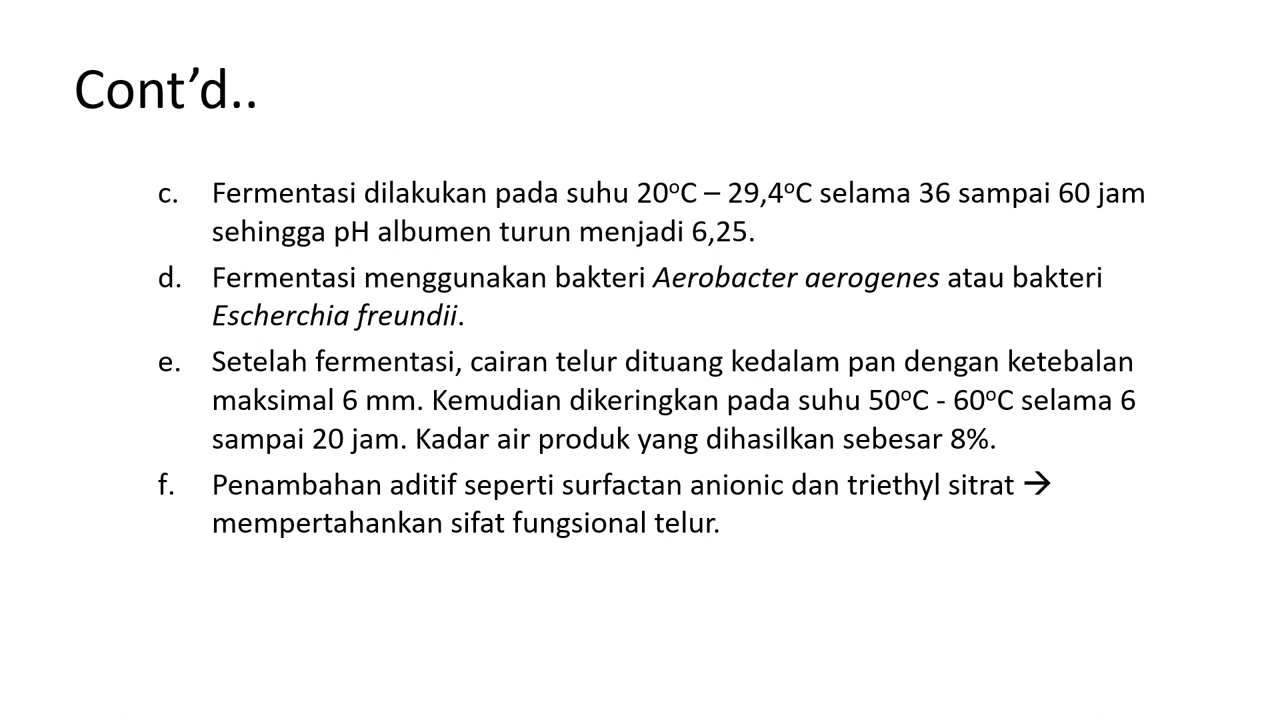 Cont’d..
c. Fermentasi dilakukan pada suhu 20ᵒC – 29,4ᵒC selama 36 sampai 60 jam
sehingga pH albumen turun menjadi 6,25.
d. Fermentasi menggunakan bakteri Aerobacter aerogenes atau bakteri
Escherchia freundii.
e. Setelah fermentasi, cairan telur dituang kedalam pan dengan ketebalan
maksimal 6 mm. Kemudian dikeringkan pada suhu 50ᵒC - 60ᵒC selama 6
sampai 20 jam. Kadar air produk yang dihasilkan sebesar 8%.
f. Penambahan aditif seperti surfactan anionic dan triethyl sitrat →
mempertahankan sifat fungsional telur.